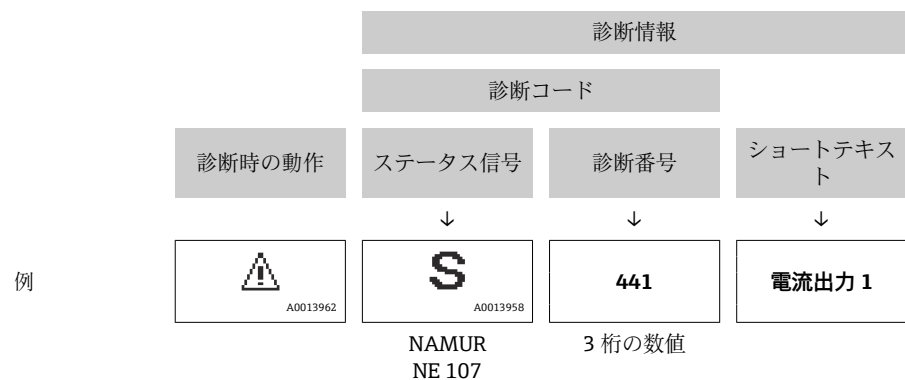 診断情報
診断コード
診断時の動作
ステータス信号
診断番号
ショートテキス
ト
↓
↓
↓
例
A0013962
S
A0013958
441
電流出力 1
NAMUR
NE 107
3 桁の数値